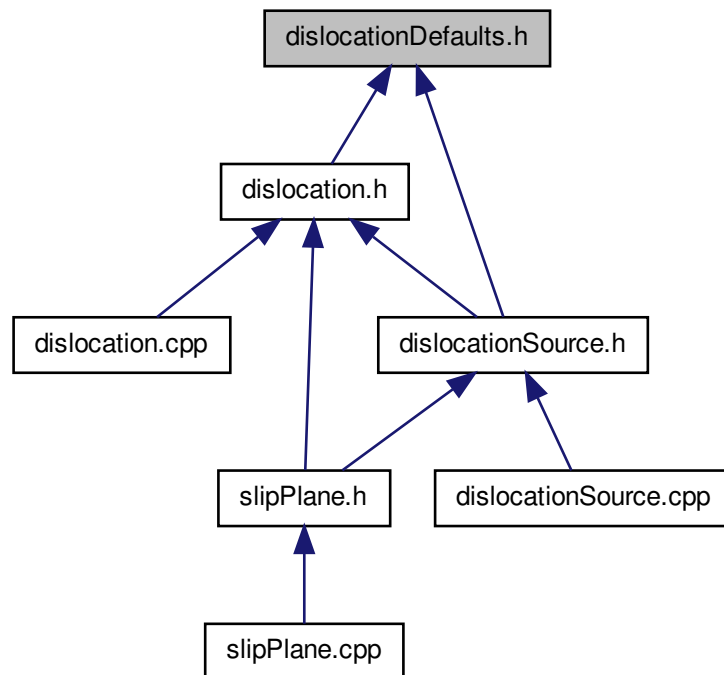 dislocationDefaults.h
dislocation.h
dislocation.cpp
dislocationSource.h
slipPlane.h
dislocationSource.cpp
slipPlane.cpp